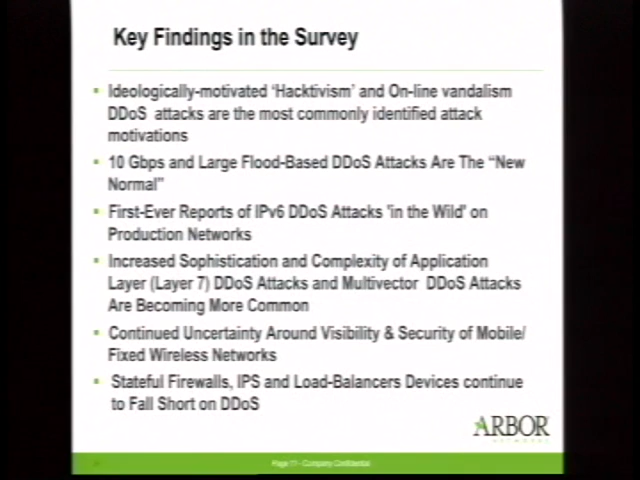 Key Findings in the Survey
Ideologically-motivated 'Hacktivism' and On-line vandalism
DDoS attacks are the most commonly identified attack
motivations
10 Gbps and Large Flood-Based DDoS Attacks Are The "New
Normal"
First-Ever Reports of IPv6 DDoS Attacks 'in the Wild' on
Production Networks
Increased Sophistication and Complexity of Application
Layer (Layer 7) DDoS Attacks and Multivector DDoS Attacks
Are Becoming More Common
Continued Uncertainty Around Visibility & Security of Mobile/
Fixed Wireless Networks
Stateful Firewalls, IPS and Load-Balancers Devices continue
to Fall Short on DDoS
ARBOR
NETWORKS
Page 11 - Company Confidential